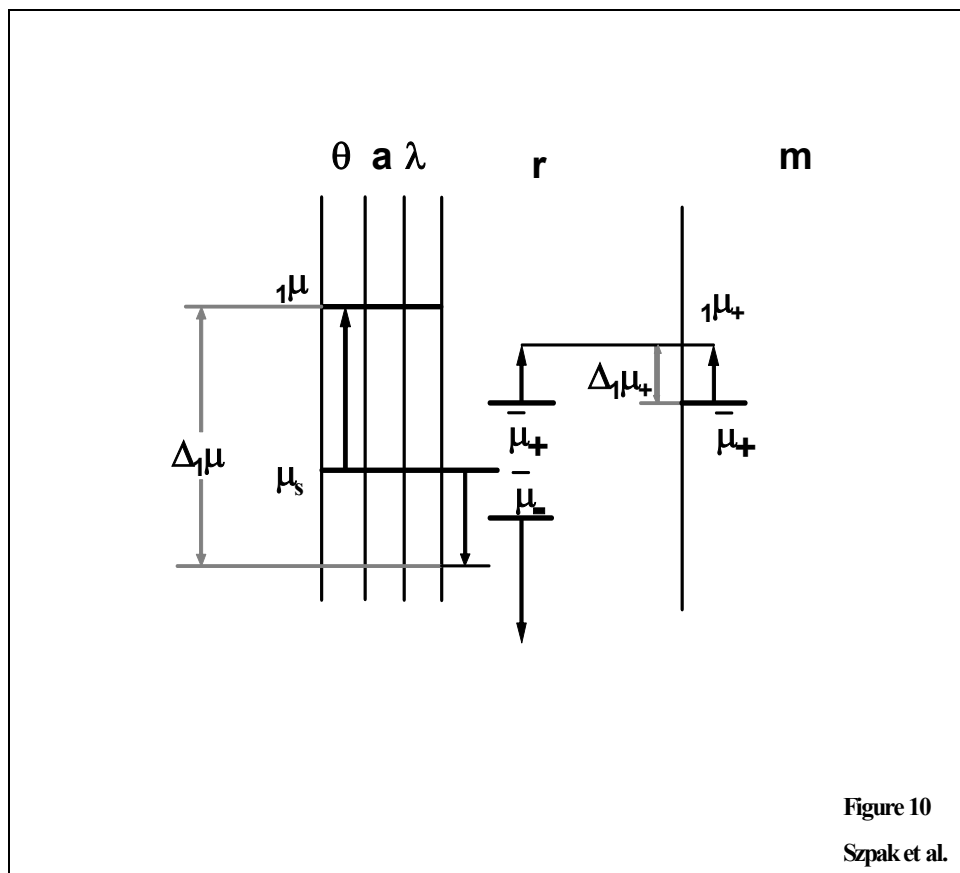 θ a λ r m
₁μ
₁μ₊
Δ₁μ₊
μ̄₊ μ̄₊
Δ₁μ
μₛ
μ̄₋
Figure 10
Szpak et al.